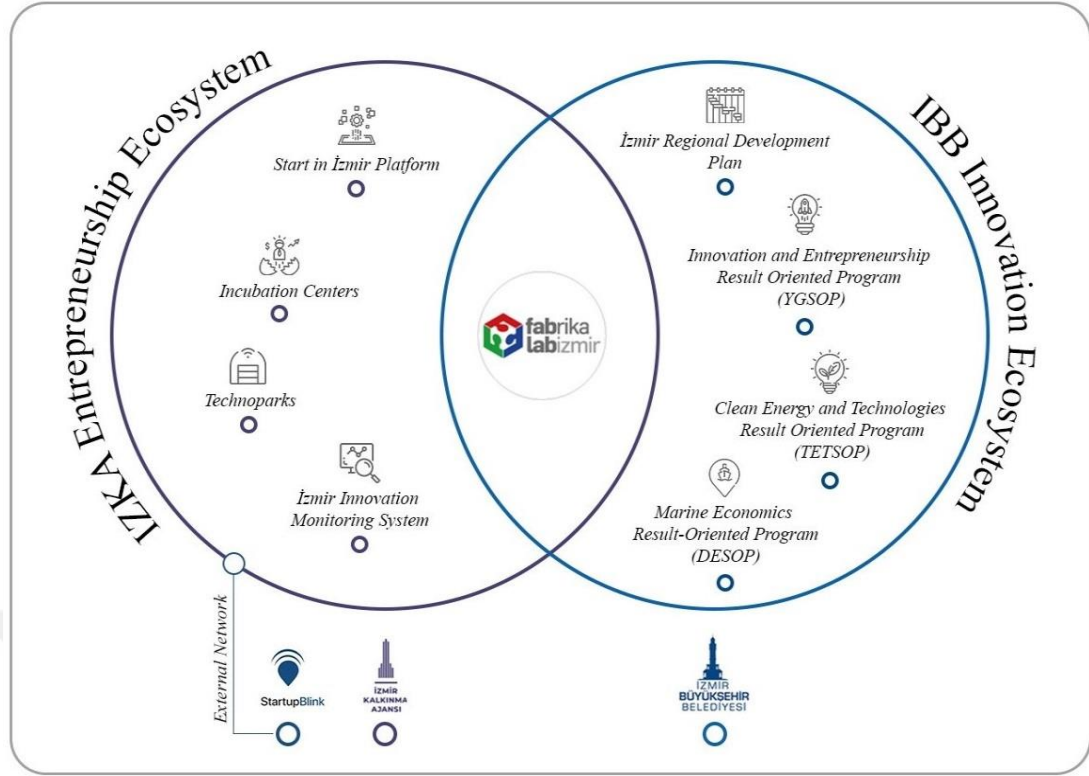 IZKA Entrepreneurship Ecosystem
IBB Innovation Ecosystem
Start in İzmir Platform
Incubation Centers
Technoparks
İzmir Innovation
Monitoring System
fabrika
labizmir
İzmir Regional Development
Plan
Innovation and Entrepreneurship
Result Oriented Program
(YGSOP)
Clean Energy and Technologies
Result Oriented Program
(TETSOP)
Marine Economics
Result-Oriented Program
(DESOP)
External Network
StartupBlink
İZMİR
KALKINMA
AJANSI
İZMİR
BÜYÜKŞEHİR
BELEDİYESİ